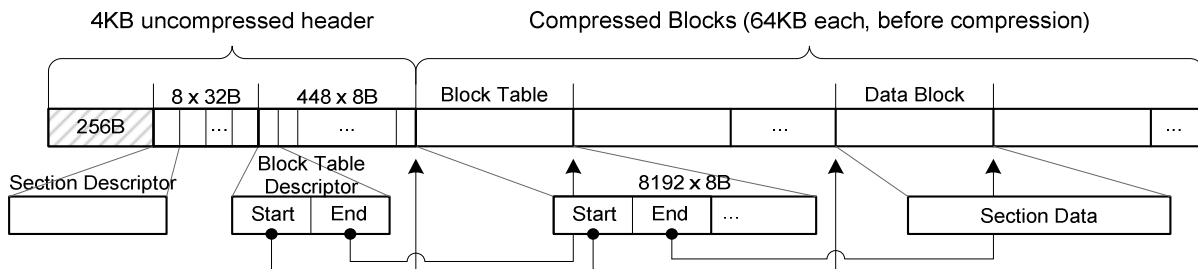 4KB uncompressed header
Compressed Blocks (64KB each, before compression)
8 x 32B
448 x 8B
Block Table
Data Block
256B
...
...
...
...
Section Descriptor
Block Table
Descriptor
8192 x 8B
Start
End
Start
End
...
Section Data